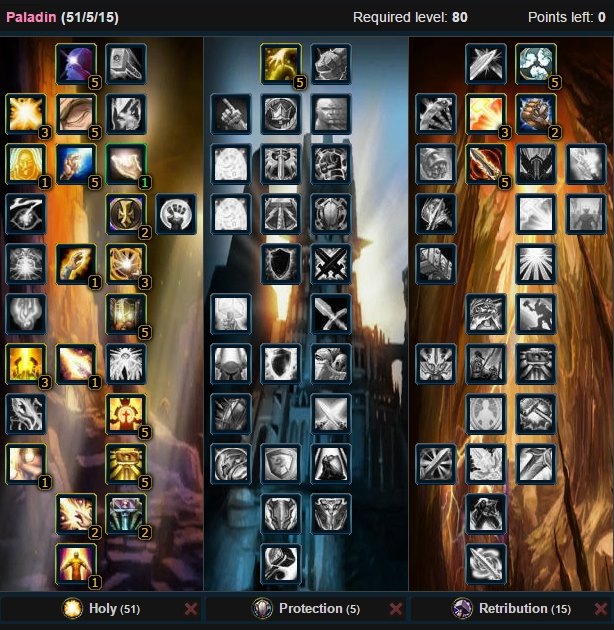 Paladin (51/5/15) Required level: 80 Points left: 0
5 5 5
3 5 3 2
1 5 1 5
2
1 3
5
3 1
5
1 5
2 2
1
Holy (51) Protection (5) Retribution (15)